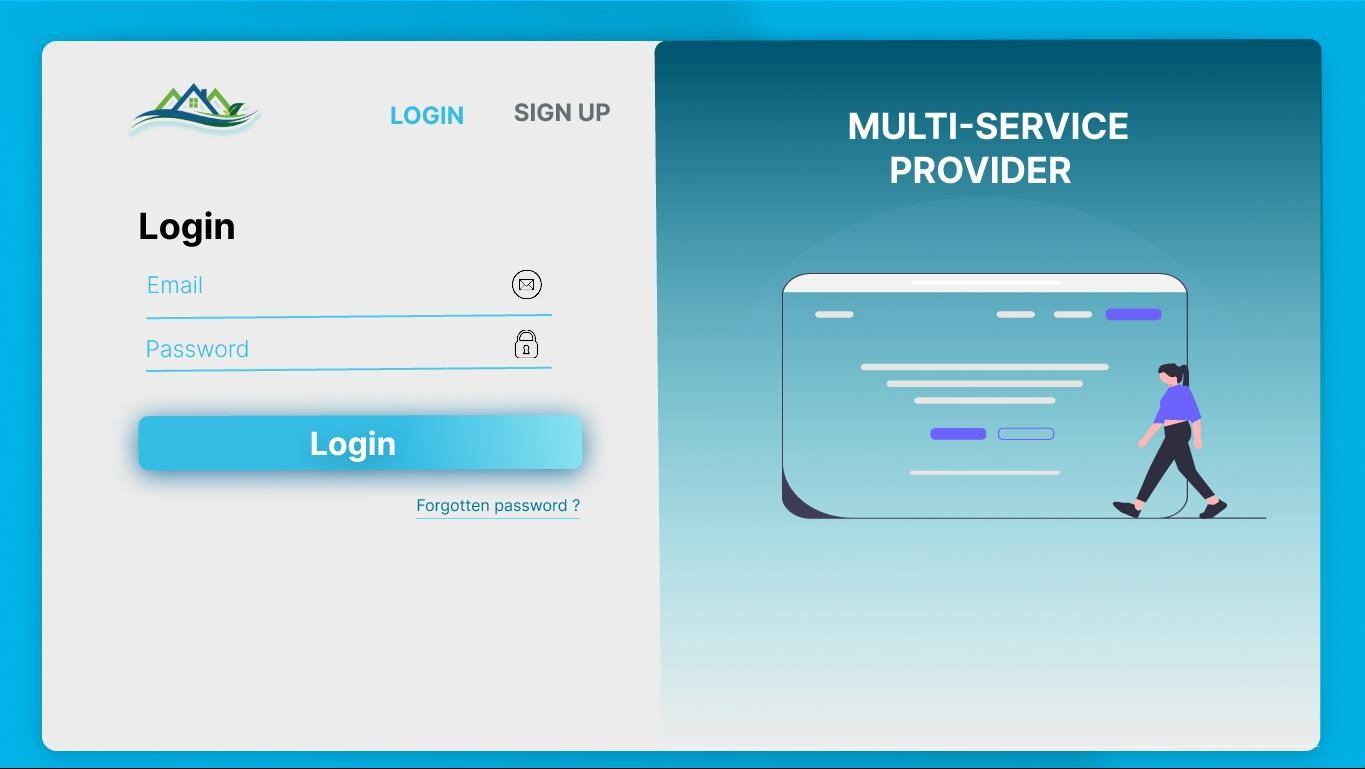 LOGIN SIGN UP
Login
Email
Password
Login
Forgotten password ?
MULTI-SERVICE
PROVIDER